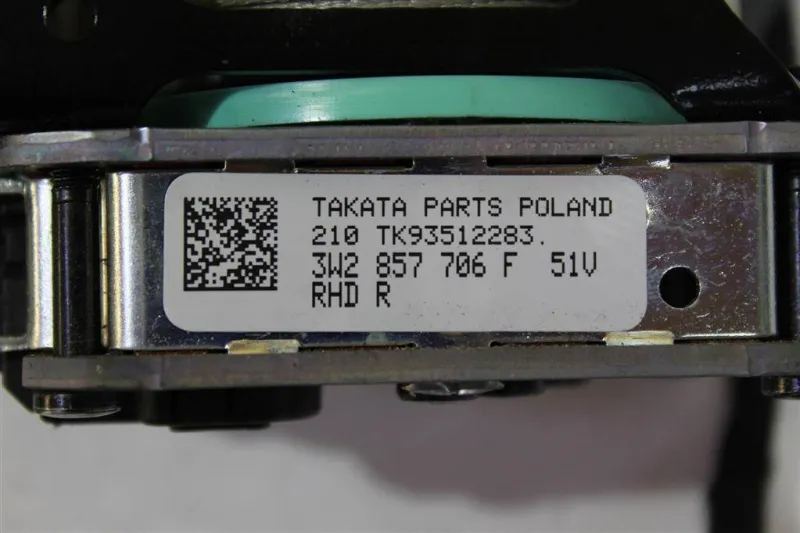 TAKATA PARTS POLAND
210 TK93512283.
3W2 857 706 F 51V
RHD R